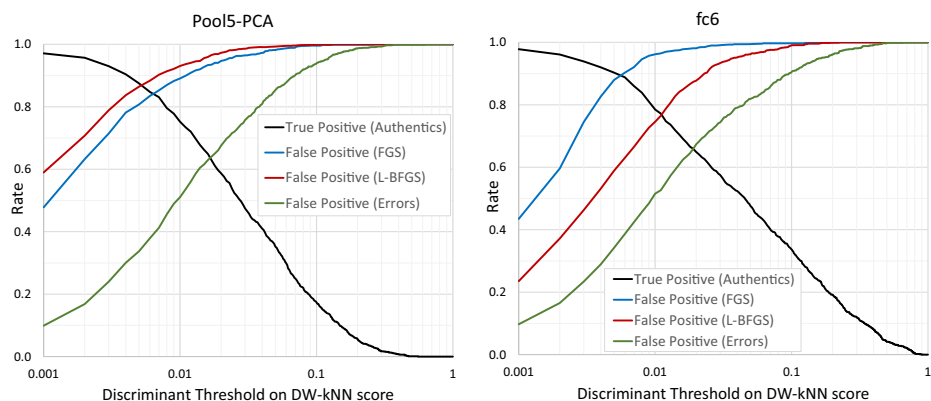 Pool5-PCA
1.0
0.8
0.6
0.4
0.2
0.0
Rate
True Positive (Authentics)
False Positive (FGS)
False Positive (L-BFGS)
False Positive (Errors)
0.001
0.01
0.1
1
Discriminant Threshold on DW-kNN score
fc6
1.0
0.8
0.6
0.4
0.2
0.0
Rate
True Positive (Authentics)
False Positive (FGS)
False Positive (L-BFGS)
False Positive (Errors)
0.001
0.01
0.1
1
Discriminant Threshold on DW-kNN score